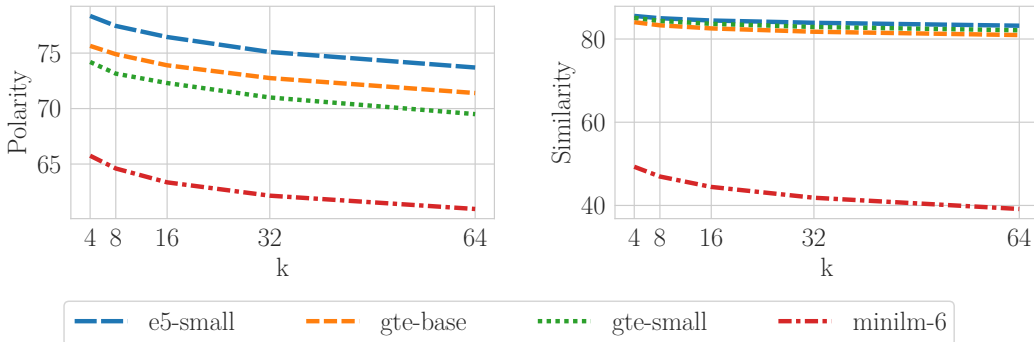 Polarity
75
70
65
4 8 16 32 64
k
Similarity
80
60
40
4 8 16 32 64
k
e5-small gte-base gte-small minilm-6